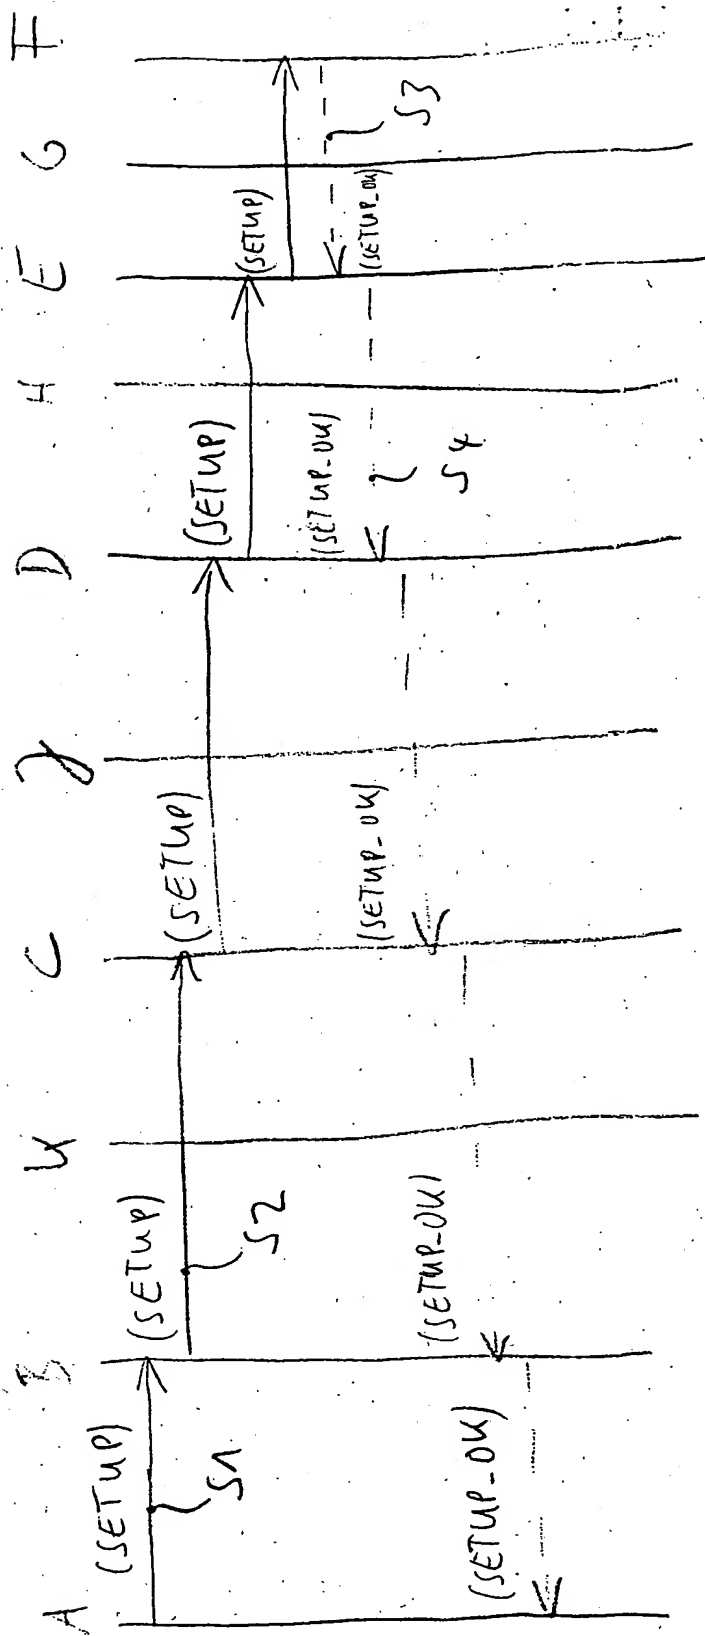 A B K C J D H E G F
(SETUP)
(SETUP)
(SETUP)
(SETUP)
(SETUP)
S1
S2
(SETUP_OK)
(SETUP_OK)
S3
(SETUP_OK)
S4
(SETUP_OK)
(SETUP_OK)